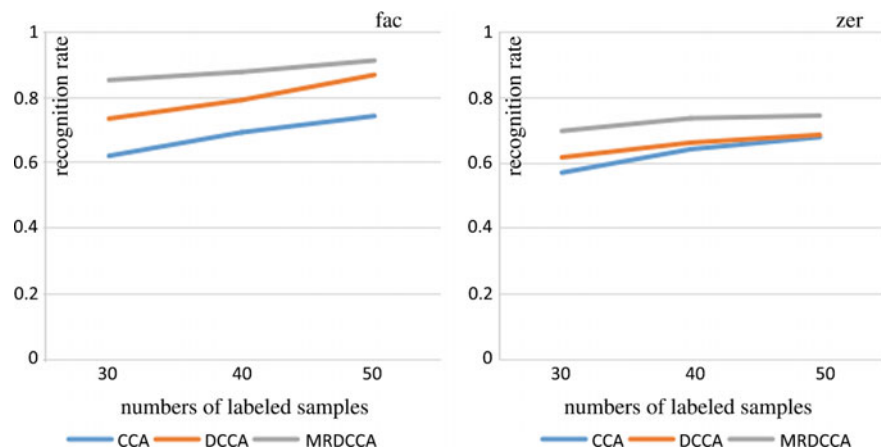 fac
recognition rate
1
0.8
0.6
0.4
0.2
0
30 40 50
numbers of labeled samples
CCA DCCA MRDCCA
zer
recognition rate
1
0.8
0.6
0.4
0.2
0
30 40 50
numbers of labeled samples
CCA DCCA MRDCCA